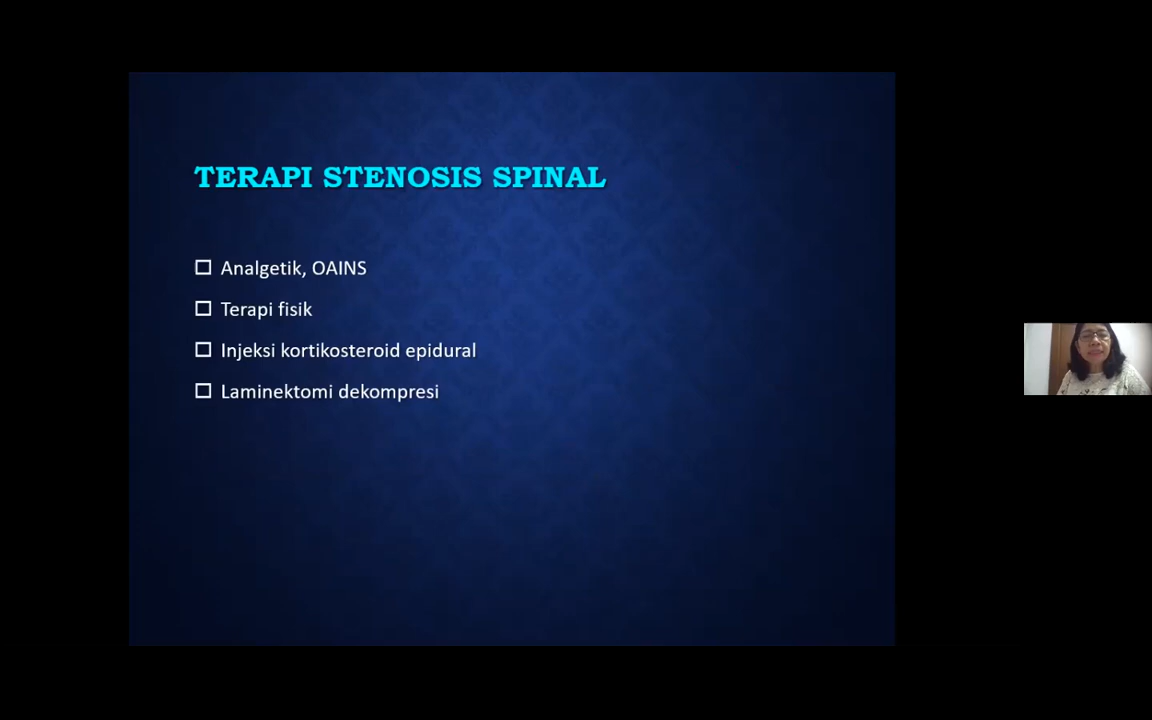 TERAPI STENOSIS SPINAL
Analgetik, OAINS
Terapi fisik
Injeksi kortikosteroid epidural
Laminektomi dekompresi